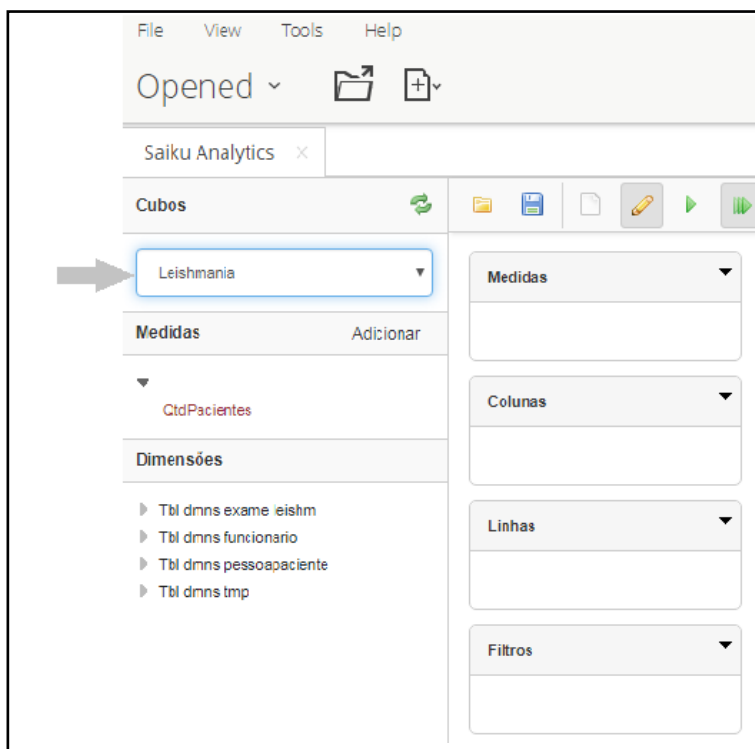 File View Tools Help
Opened
Saiku Analytics ×
Cubos
Leishmania
Medidas Adicionar
QtdPacientes
Dimensões
Tbl dmns exame leishm
Tbl dmns funcionario
Tbl dmns pessoapaciente
Tbl dmns tmp
Medidas
Colunas
Linhas
Filtros